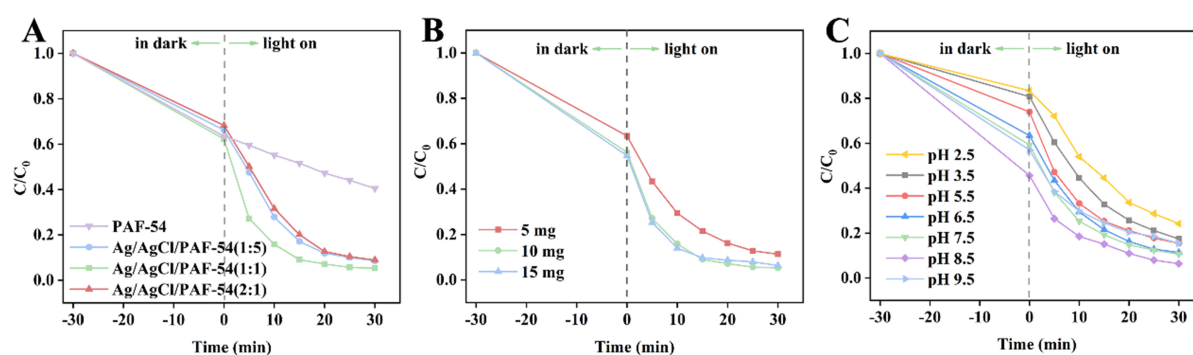 A
in dark
light on
1.0
0.8
0.6
0.4
0.2
0.0
C/C0
PAF-54
Ag/AgCl/PAF-54(1:5)
Ag/AgCl/PAF-54(1:1)
Ag/AgCl/PAF-54(2:1)
-30
-20
-10
0
10
20
30
Time (min)
B
in dark
light on
1.0
0.8
0.6
0.4
0.2
0.0
C/C0
5 mg
10 mg
15 mg
-30
-20
-10
0
10
20
30
Time (min)
C
in dark
light on
1.0
0.8
0.6
0.4
0.2
0.0
C/C0
pH 2.5
pH 3.5
pH 5.5
pH 6.5
pH 7.5
pH 8.5
pH 9.5
-30
-20
-10
0
10
20
30
Time (min)